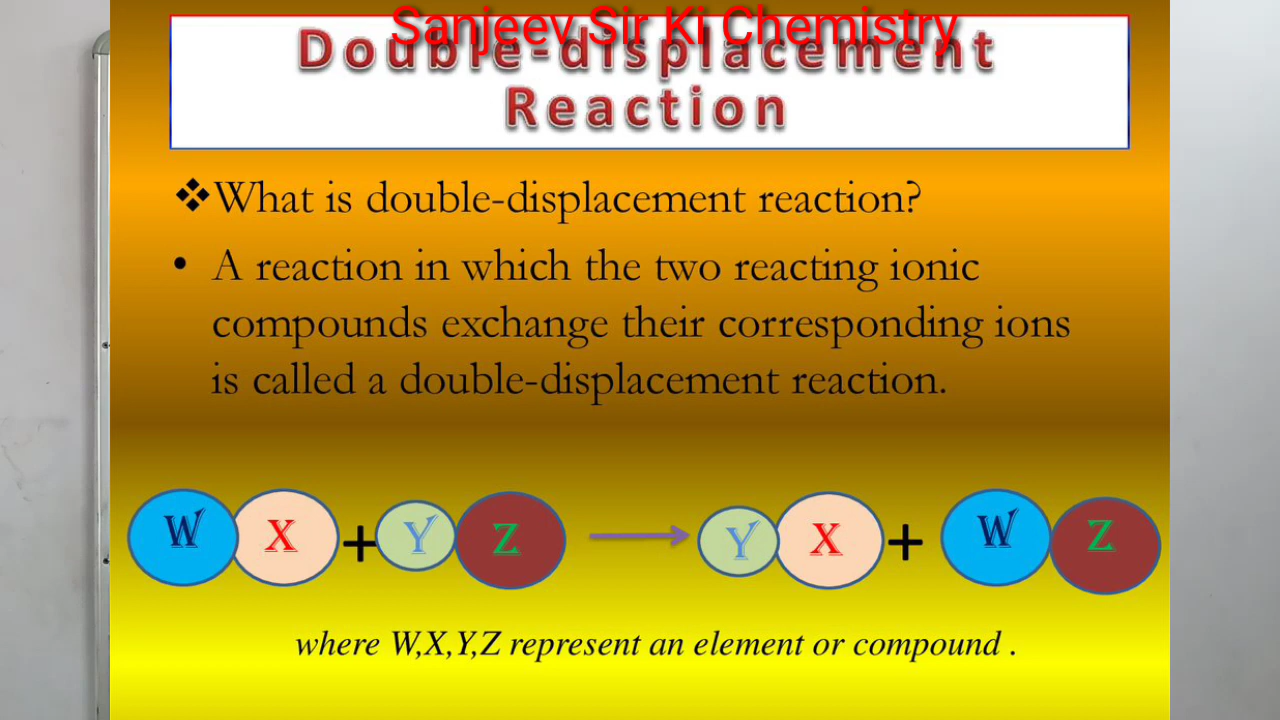 Sanjeev Sir Ki Chemistry
Double-displacement
Reaction
❖What is double-displacement reaction?
• A reaction in which the two reacting ionic
compounds exchange their corresponding ions
is called a double-displacement reaction.
W X + Y Z → Y X + W Z
where W,X,Y,Z represent an element or compound .